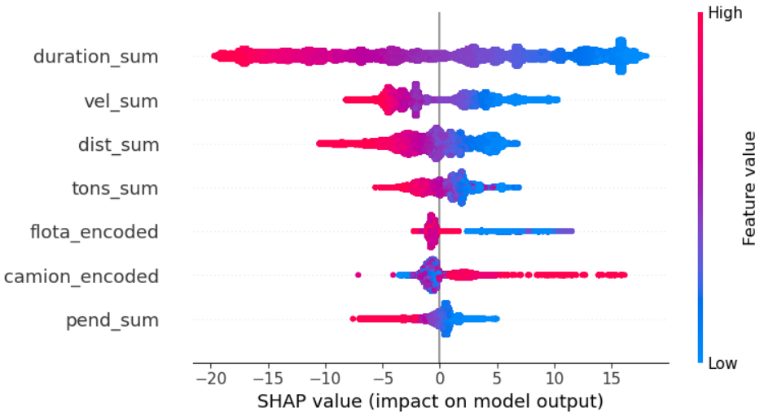 High
duration_sum
vel_sum
dist_sum
tons_sum
flota_encoded
camion_encoded
pend_sum
Feature value
Low
−20 −15 −10 −5 0 5 10 15
SHAP value (impact on model output)